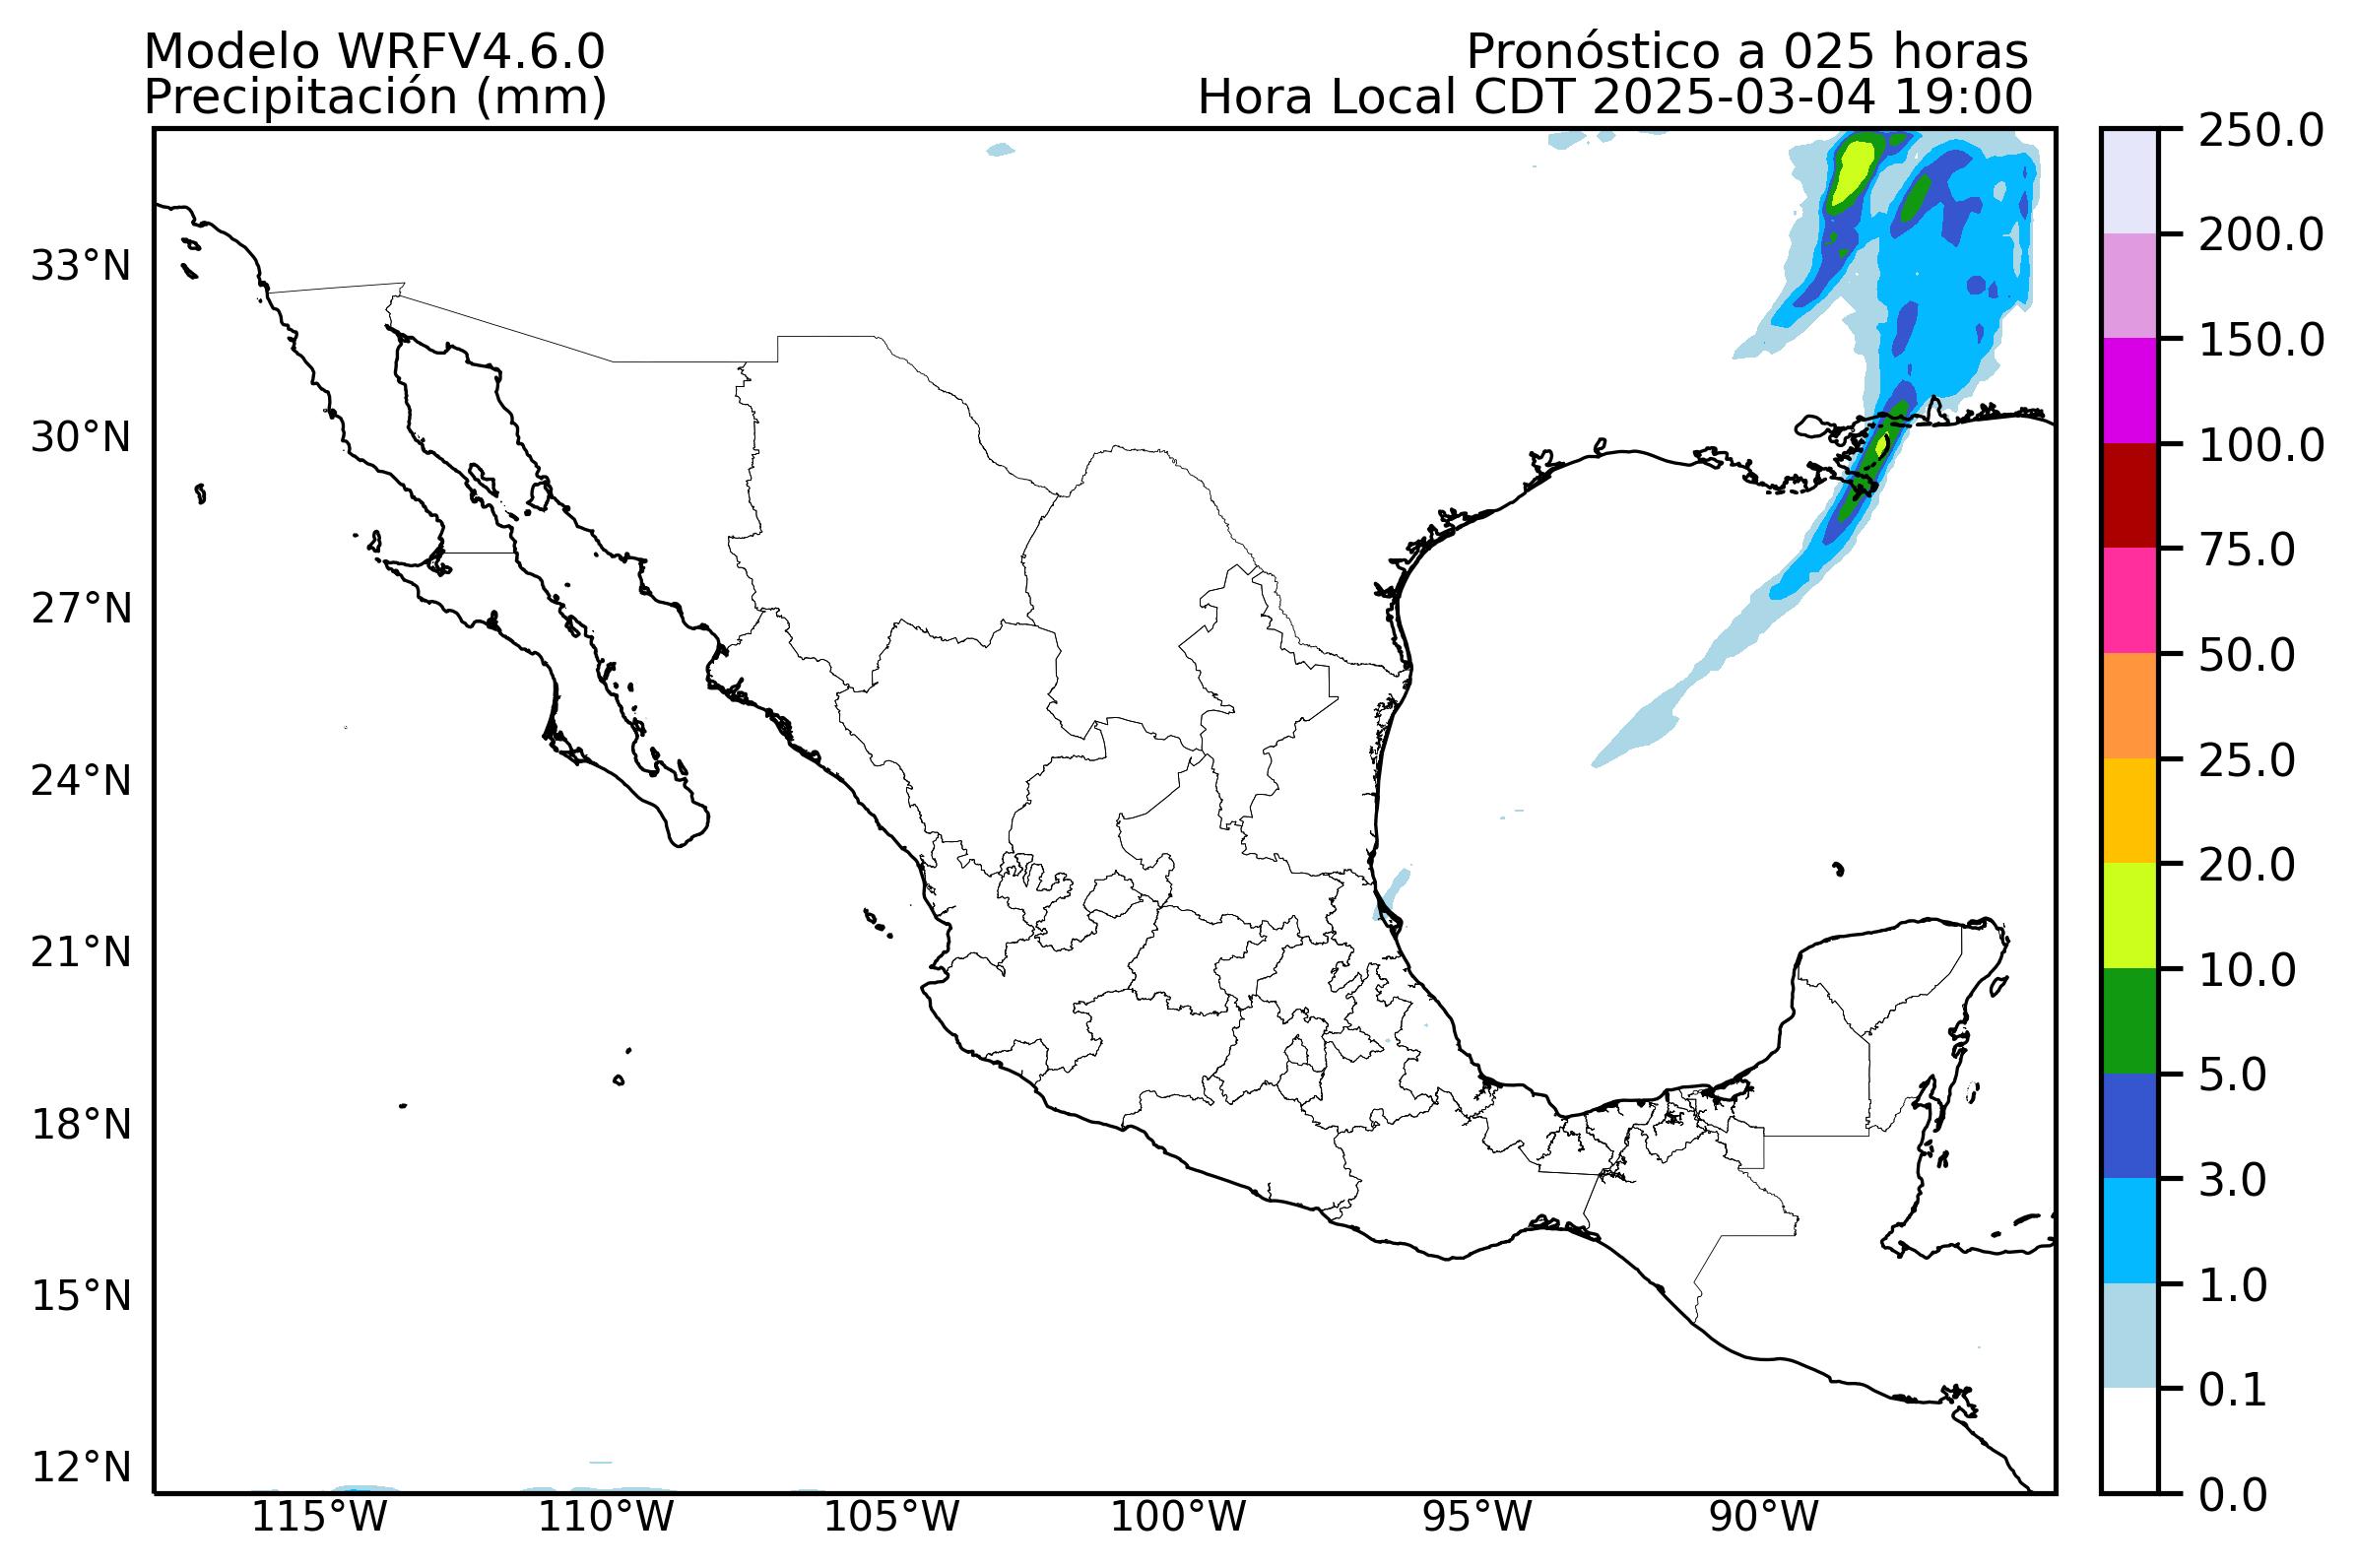 Modelo WRFV4.6.0
Pronóstico a 025 horas
Precipitación (mm)
Hora Local CDT 2025-03-04 19:00
250.0
200.0
150.0
100.0
75.0
50.0
25.0
20.0
10.0
5.0
3.0
1.0
0.1
0.0
33°N
30°N
27°N
24°N
21°N
18°N
15°N
12°N
115°W
110°W
105°W
100°W
95°W
90°W